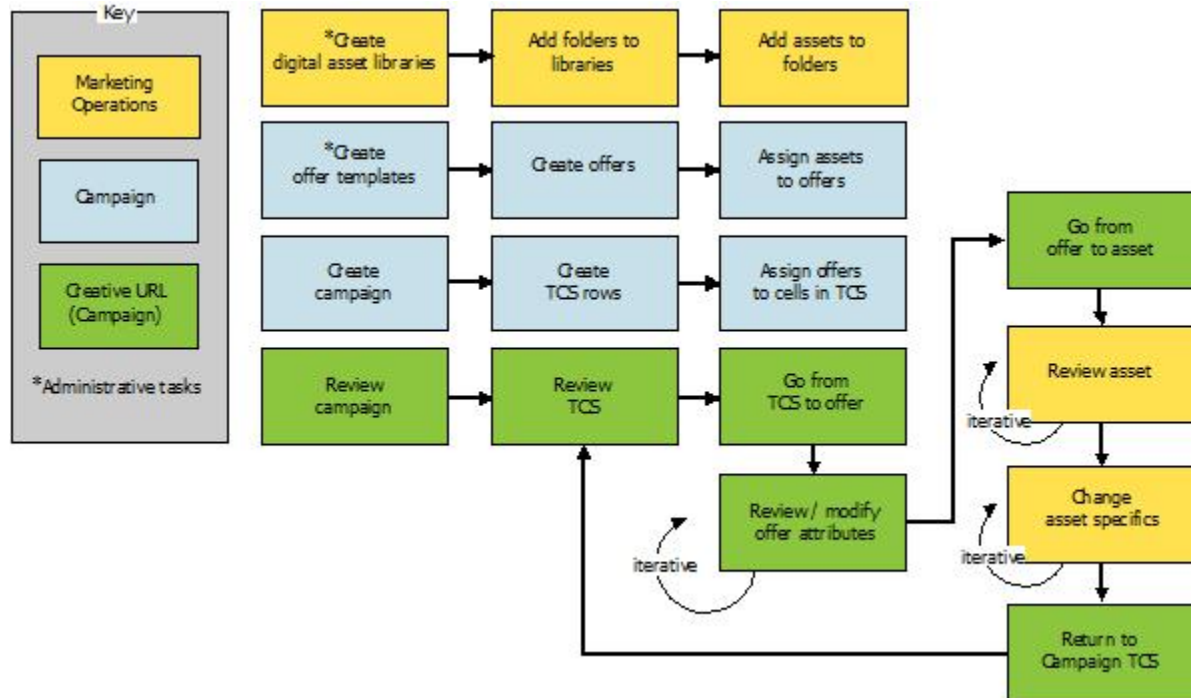 Key
Marketing
Operations
Campaign
Creative URL
(Campaign)
*Administrative tasks
*Create
digital asset libraries
Add folders to
libraries
Add assets to
folders
*Create
offer templates
Create offers
Assign assets
to offers
Create
campaign
Create
TCS rows
Assign offers
to cells in TCS
Review
campaign
Review
TCS
Go from
TCS to offer
Review / modify
offer attributes
iterative
Go from
offer to asset
Review asset
iterative
Change
asset specifics
iterative
Return to
Campaign TCS